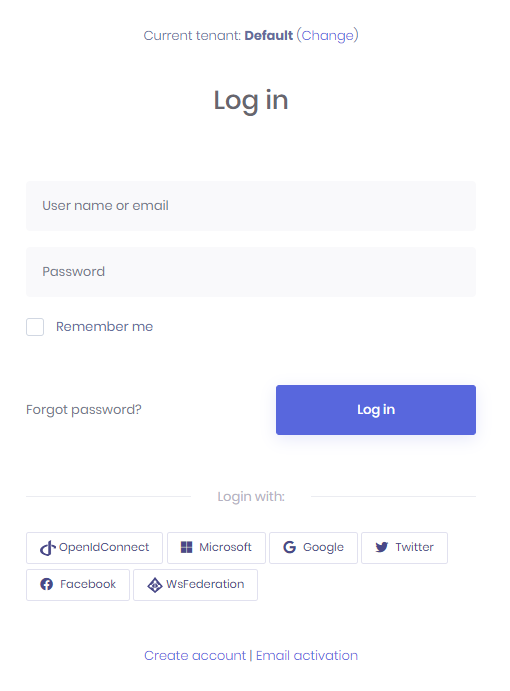 Current tenant: Default (Change)
Log in
User name or email
Password
Remember me
Forgot password?
Log in
Login with:
OpenIdConnect
Microsoft
Google
Twitter
Facebook
WsFederation
Create account | Email activation